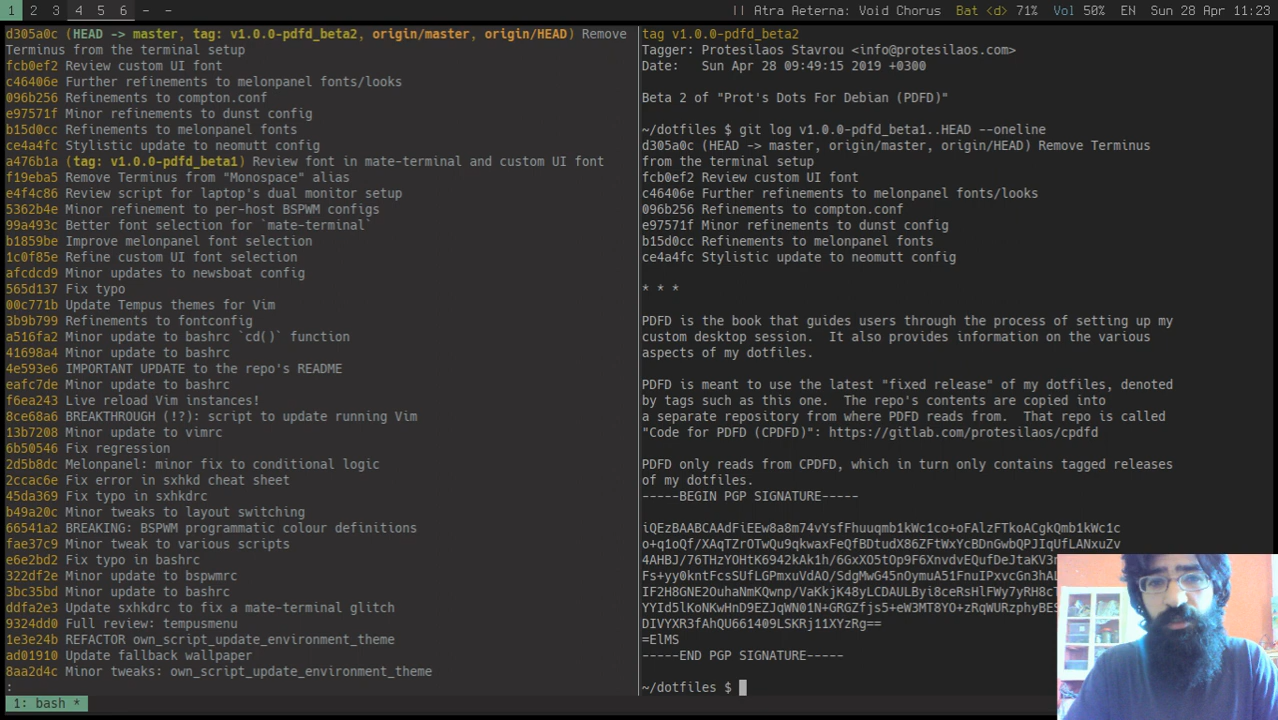 1 2 3 4 5 6 - - || Atra Aeterna: Void Chorus Bat <d> 71% Vol 50% EN Sun 28 Apr 11:23
d305a0c (HEAD -> master, tag: v1.0.0-pdfd_beta2, origin/master, origin/HEAD) Remove
Terminus from the terminal setup
fcb0ef2 Review custom UI font
c46406e Further refinements to melonpanel fonts/looks
096b256 Refinements to compton.conf
e97571f Minor refinements to dunst config
b15d0cc Refinements to melonpanel fonts
ce4a4fc Stylistic update to neomutt config
a476b1a (tag: v1.0.0-pdfd_beta1) Review font in mate-terminal and custom UI font
f19eba5 Remove Terminus from "Monospace" alias
e4f4c86 Review script for laptop's dual monitor setup
5362b4e Minor refinement to per-host BSPWM configs
99a493c Better font selection for `mate-terminal`
b1859be Improve melonpanel font selection
1c0f85e Refine custom UI font selection
afcdcd9 Minor updates to newsboat config
565d137 Fix typo
00c771b Update Tempus themes for Vim
3b9b799 Refinements to fontconfig
a516fa2 Minor update to bashrc `cd()` function
41698a4 Minor update to bashrc
4e593e6 IMPORTANT UPDATE to the repo's README
eafc7de Minor update to bashrc
f6ea243 Live reload Vim instances!
8ce68a6 BREAKTHROUGH (!?): script to update running Vim
13b7208 Minor update to vimrc
6b50546 Fix regression
2d5b8dc Melonpanel: minor fix to conditional logic
2ccac6e Fix error in sxhkd cheat sheet
45da369 Fix typo in sxhkdrc
b49a20c Minor tweaks to layout switching
66541a2 BREAKING: BSPWM programmatic colour definitions
fae37c9 Minor tweak to various scripts
e6e2bd2 Fix typo in bashrc
322df2e Minor update to bspwmrc
3bc35bd Minor update to bashrc
ddfa2e3 Update sxhkdrc to fix a mate-terminal glitch
9324dd0 Full review: tempusmenu
1e3e24b REFACTOR own_script_update_environment_theme
ad01910 Update fallback wallpaper
8aa2d4c Minor tweaks: own_script_update_environment_theme
:
1: bash *
tag v1.0.0-pdfd_beta2
Tagger: Protesilaos Stavrou <info@protesilaos.com>
Date:   Sun Apr 28 09:49:15 2019 +0300
Beta 2 of "Prot's Dots For Debian (PDFD)"
~/dotfiles $ git log v1.0.0-pdfd_beta1..HEAD --oneline
d305a0c (HEAD -> master, origin/master, origin/HEAD) Remove Terminus
from the terminal setup
fcb0ef2 Review custom UI font
c46406e Further refinements to melonpanel fonts/looks
096b256 Refinements to compton.conf
e97571f Minor refinements to dunst config
b15d0cc Refinements to melonpanel fonts
ce4a4fc Stylistic update to neomutt config
* * *
PDFD is the book that guides users through the process of setting up my
custom desktop session.  It also provides information on the various
aspects of my dotfiles.
PDFD is meant to use the latest "fixed release" of my dotfiles, denoted
by tags such as this one.  The repo's contents are copied into
a separate repository from where PDFD reads from.  That repo is called
"Code for PDFD (CPDFD)": https://gitlab.com/protesilaos/cpdfd
PDFD only reads from CPDFD, which in turn only contains tagged releases
of my dotfiles.
-----BEGIN PGP SIGNATURE-----
iQEzBAABCAAdFiEEw8a8m74vYsfFhuuqmb1kWc1co+oFAlzFTkoACgkQmb1kWc1c
o+q1oQf/XAqTZrOTwQu9qkwaxFeQfBDtudX86ZFtWxYcBDnGwbQPJIqUfLANxuZv
4AHBJ/76THzYOHtK6942kAk1h/6GxXO5tOp9F6XnvdvEQufDeJtaKV3
Fs+yy0kntFcsSUfLGPmxuVdAO/SdgMwG45nOymuA51FnuIPxvcGn3hAL
IF2H8GNE2OuhaNmKQwnp/VaKkjK48yLCDAULByi8ceRsHlFWy7yRH8c
YYId5lKoNKwHnD9EZJqWN01N+GRGZfjs5+eW3MT8YO+zRqWURzphyBE
DIVYXR3fAhQU661409LSKRj11XYzRg==
=ElMS
-----END PGP SIGNATURE-----
~/dotfiles $